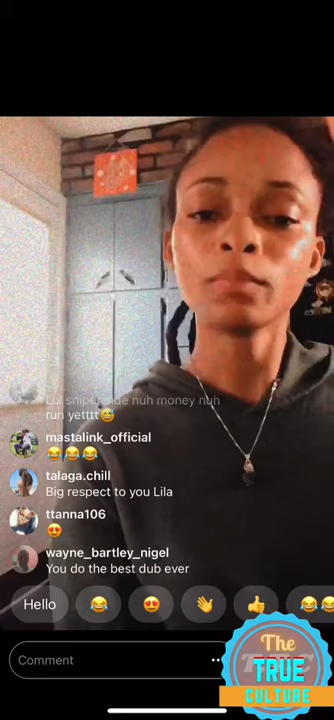 Lol sniper side nuh money nuh
run yetttt😅
mastalink_official
😂😂😂
talaga.chill
Big respect to you Lila
ttanna106
😍
wayne_bartley_nigel
You do the best dub ever
Hello 😂 😍 👋 👍 😂😂
Comment
The
TRUE
CULTURE